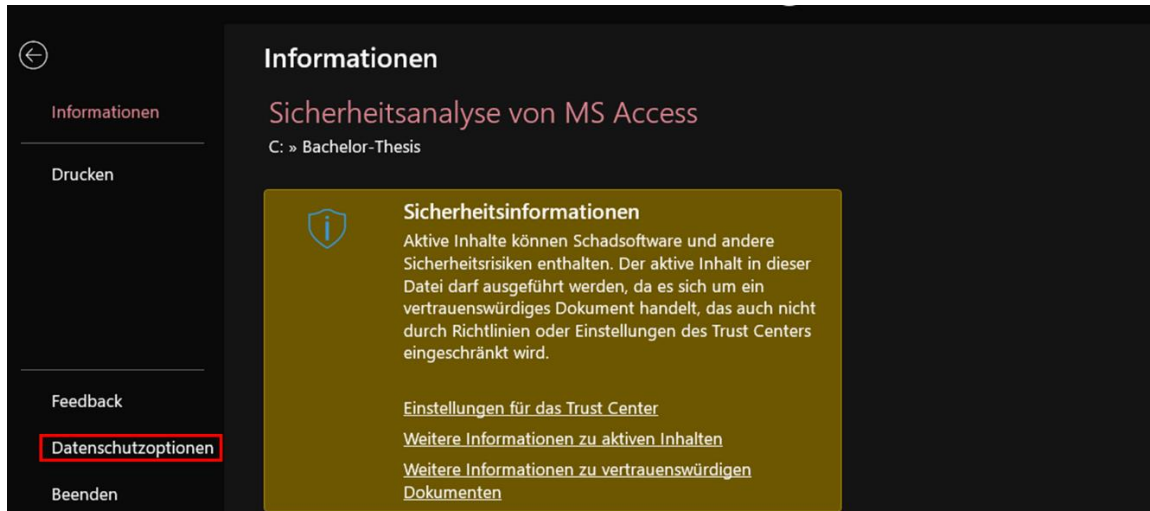 Informationen
Drucken
Feedback
Datenschutzoptionen
Beenden
Informationen
Sicherheitsanalyse von MS Access
C: » Bachelor-Thesis
Sicherheitsinformationen
Aktive Inhalte können Schadsoftware und andere
Sicherheitsrisiken enthalten. Der aktive Inhalt in dieser
Datei darf ausgeführt werden, da es sich um ein
vertrauenswürdiges Dokument handelt, das auch nicht
durch Richtlinien oder Einstellungen des Trust Centers
eingeschränkt wird.
Einstellungen für das Trust Center
Weitere Informationen zu aktiven Inhalten
Weitere Informationen zu vertrauenswürdigen
Dokumenten